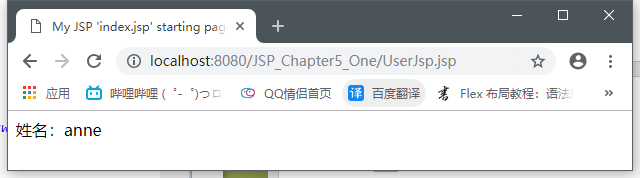 My JSP 'index.jsp' starting pag
localhost:8080/JSP_Chapter5_One/UserJsp.jsp
应用 哔哩哔哩 ( ゜- ゜)つロ QQ情侣首页 译 百度翻译 Flex 布局教程：语法
姓名：anne